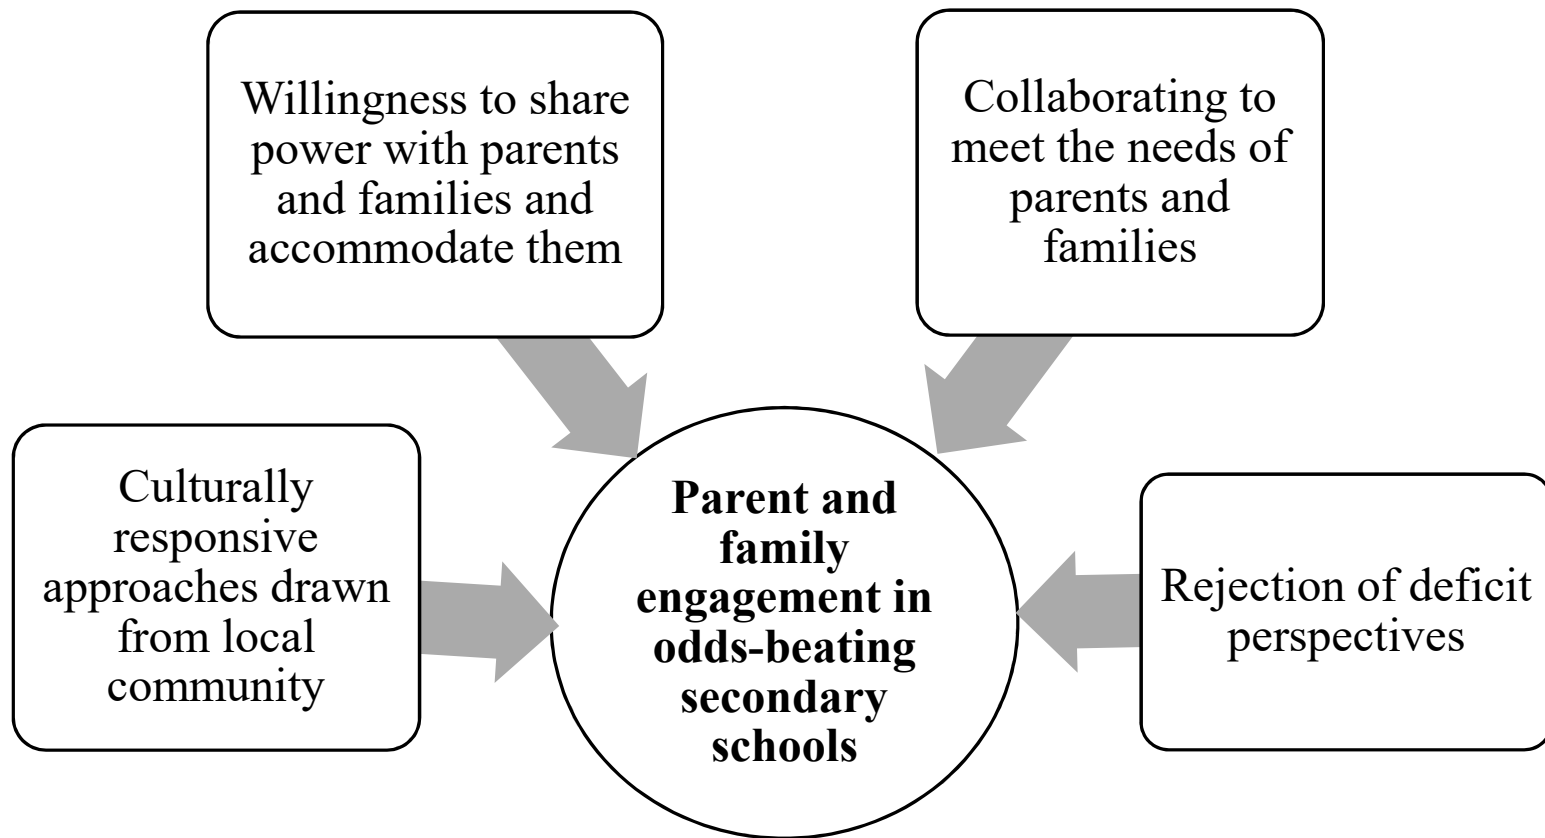 Willingness to share
power with parents
and families and
accommodate them
Collaborating to
meet the needs of
parents and
families
Culturally
responsive
approaches drawn
from local
community
Parent and
family
engagement in
odds-beating
secondary
schools
Rejection of deficit
perspectives